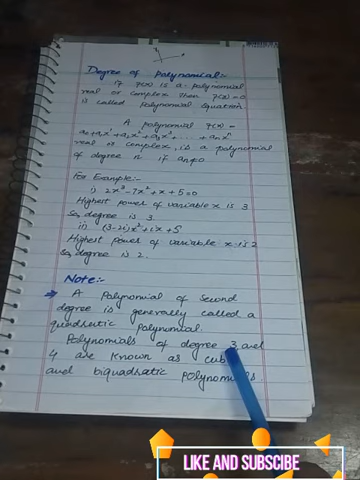 Degree of Polynomial:-
if f(x) is a polynomial
real or complex then f(x)=0
is called Polynomial Equation
A polynomial f(x)=
a₀+a₁x+a₂x²+a₃x³+.....+aₙxⁿ
real or complex, is a polynomial
of degree n if aₙ≠0
For Example:-
i) 2x³-7x²+x+5=0
Highest power of variable x is 3
so, degree is 3.
ii) (3-2i)x²+ix+5
Highest power of variable x is 2
so, degree is 2.
Note:-
A Polynomial of Second
degree is generally called a
quadratic polynomial.
Polynomials of degree 3 and
4 are known as
and biquadratic polynomials
LIKE AND SUBSCIBE